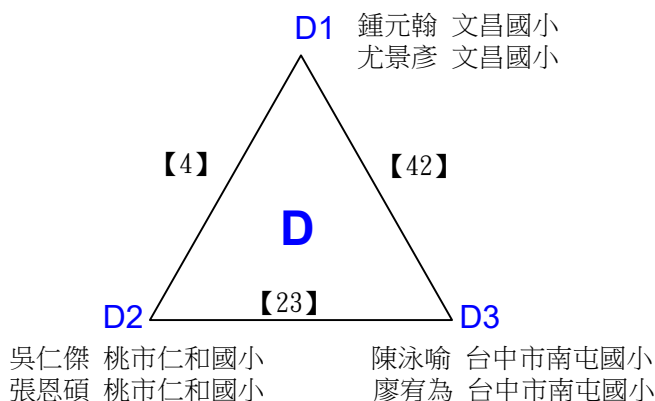 D1 鍾元翰 文昌國小
尤景彥 文昌國小
【4】 【42】
D
【23】
D2 D3
吳仁傑 桃市仁和國小 陳泳喻 台中市南屯國小
張恩碩 桃市仁和國小 廖宥為 台中市南屯國小